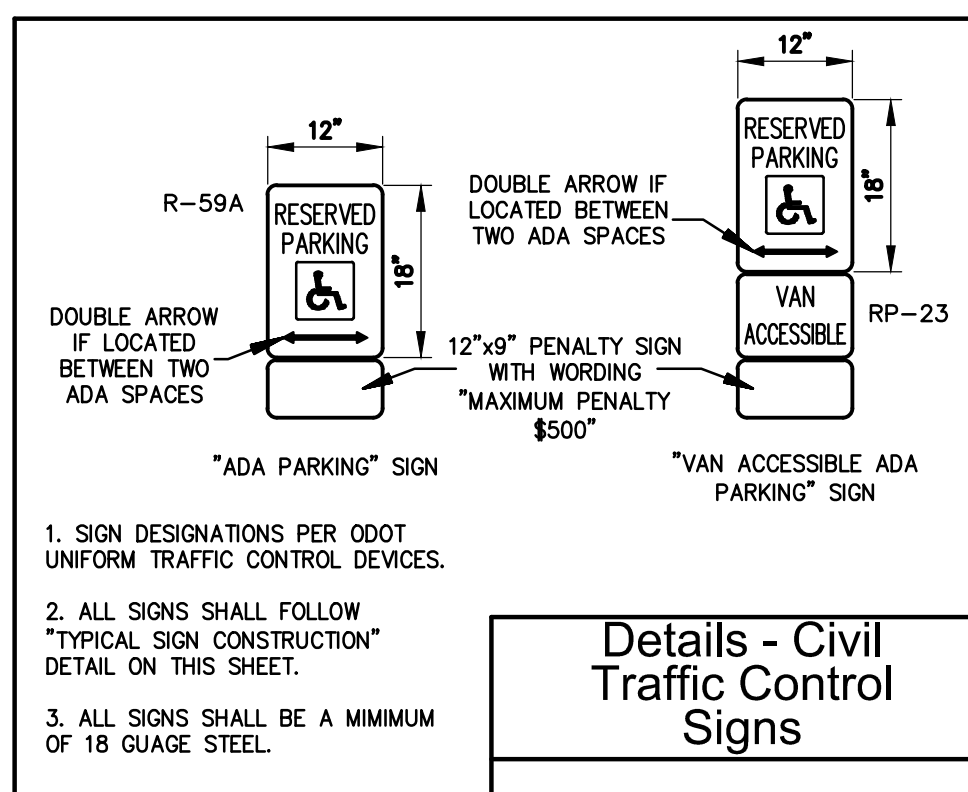 12"
RESERVED
PARKING
18"
R-59A
DOUBLE ARROW
IF LOCATED
BETWEEN TWO
ADA SPACES
"ADA PARKING" SIGN
12"x9" PENALTY SIGN
WITH WORDING
"MAXIMUM PENALTY
$500"
12"
RESERVED
PARKING
18"
DOUBLE ARROW IF
LOCATED BETWEEN
TWO ADA SPACES
VAN
ACCESSIBLE
RP-23
"VAN ACCESSIBLE ADA
PARKING" SIGN
1. SIGN DESIGNATIONS PER ODOT
UNIFORM TRAFFIC CONTROL DEVICES.
2. ALL SIGNS SHALL FOLLOW
"TYPICAL SIGN CONSTRUCTION"
DETAIL ON THIS SHEET.
3. ALL SIGNS SHALL BE A MIMIMUM
OF 18 GUAGE STEEL.
Details - Civil
Traffic Control
Signs